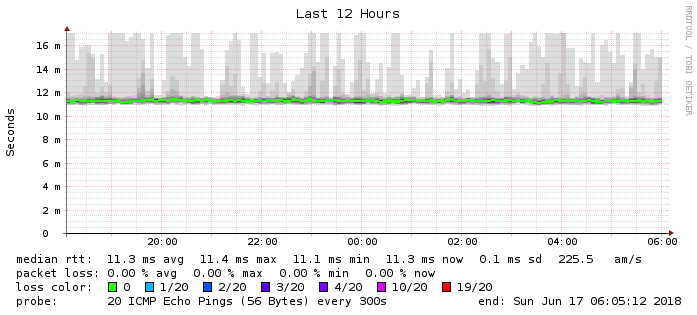 Last 12 Hours
RRDTOOL / TOBI OETIKER
Seconds
16 m
14 m
12 m
10 m
8 m
6 m
4 m
2 m
0
20:00 22:00 00:00 02:00 04:00 06:00
median rtt: 11.3 ms avg 11.4 ms max 11.1 ms min 11.3 ms now 0.1 ms sd 225.5 am/s
packet loss: 0.00 % avg 0.00 % max 0.00 % min 0.00 % now
loss color: 0 1/20 2/20 3/20 4/20 10/20 19/20
probe: 20 ICMP Echo Pings (56 Bytes) every 300s end: Sun Jun 17 06:05:12 2018